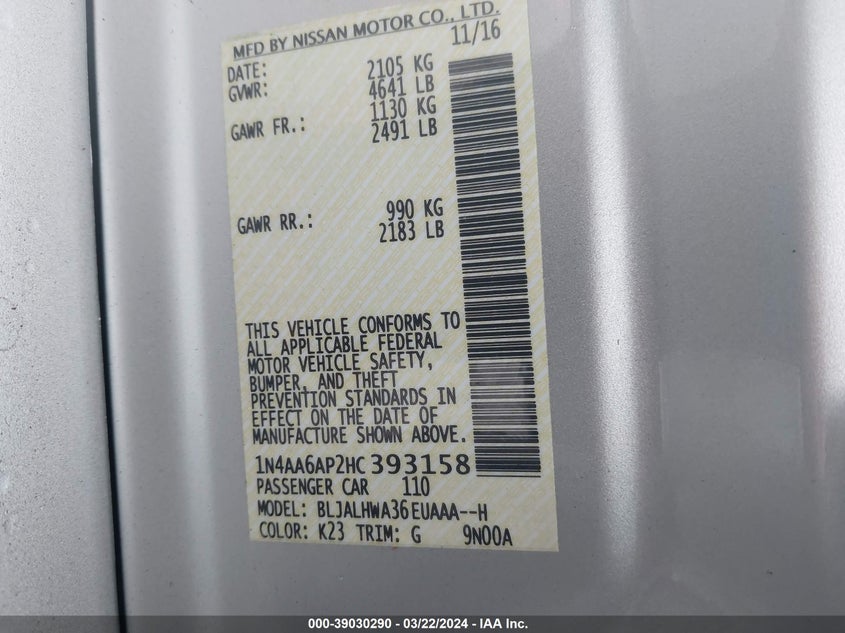 MFD BY NISSAN MOTOR CO., LTD.
DATE: 11/16
GVWR: 2105 KG
4641 LB
GAWR FR.: 1130 KG
2491 LB
GAWR RR.: 990 KG
2183 LB
THIS VEHICLE CONFORMS TO
ALL APPLICABLE FEDERAL
MOTOR VEHICLE SAFETY,
BUMPER, AND THEFT
PREVENTION STANDARDS IN
EFFECT ON THE DATE OF
MANUFACTURE SHOWN ABOVE.
1N4AA6AP2HC393158
PASSENGER CAR 110
MODEL: BLJALHWA36EUAAA--H
COLOR: K23 TRIM: G 9N00A
000-39030290 - 03/22/2024 - IAA Inc.